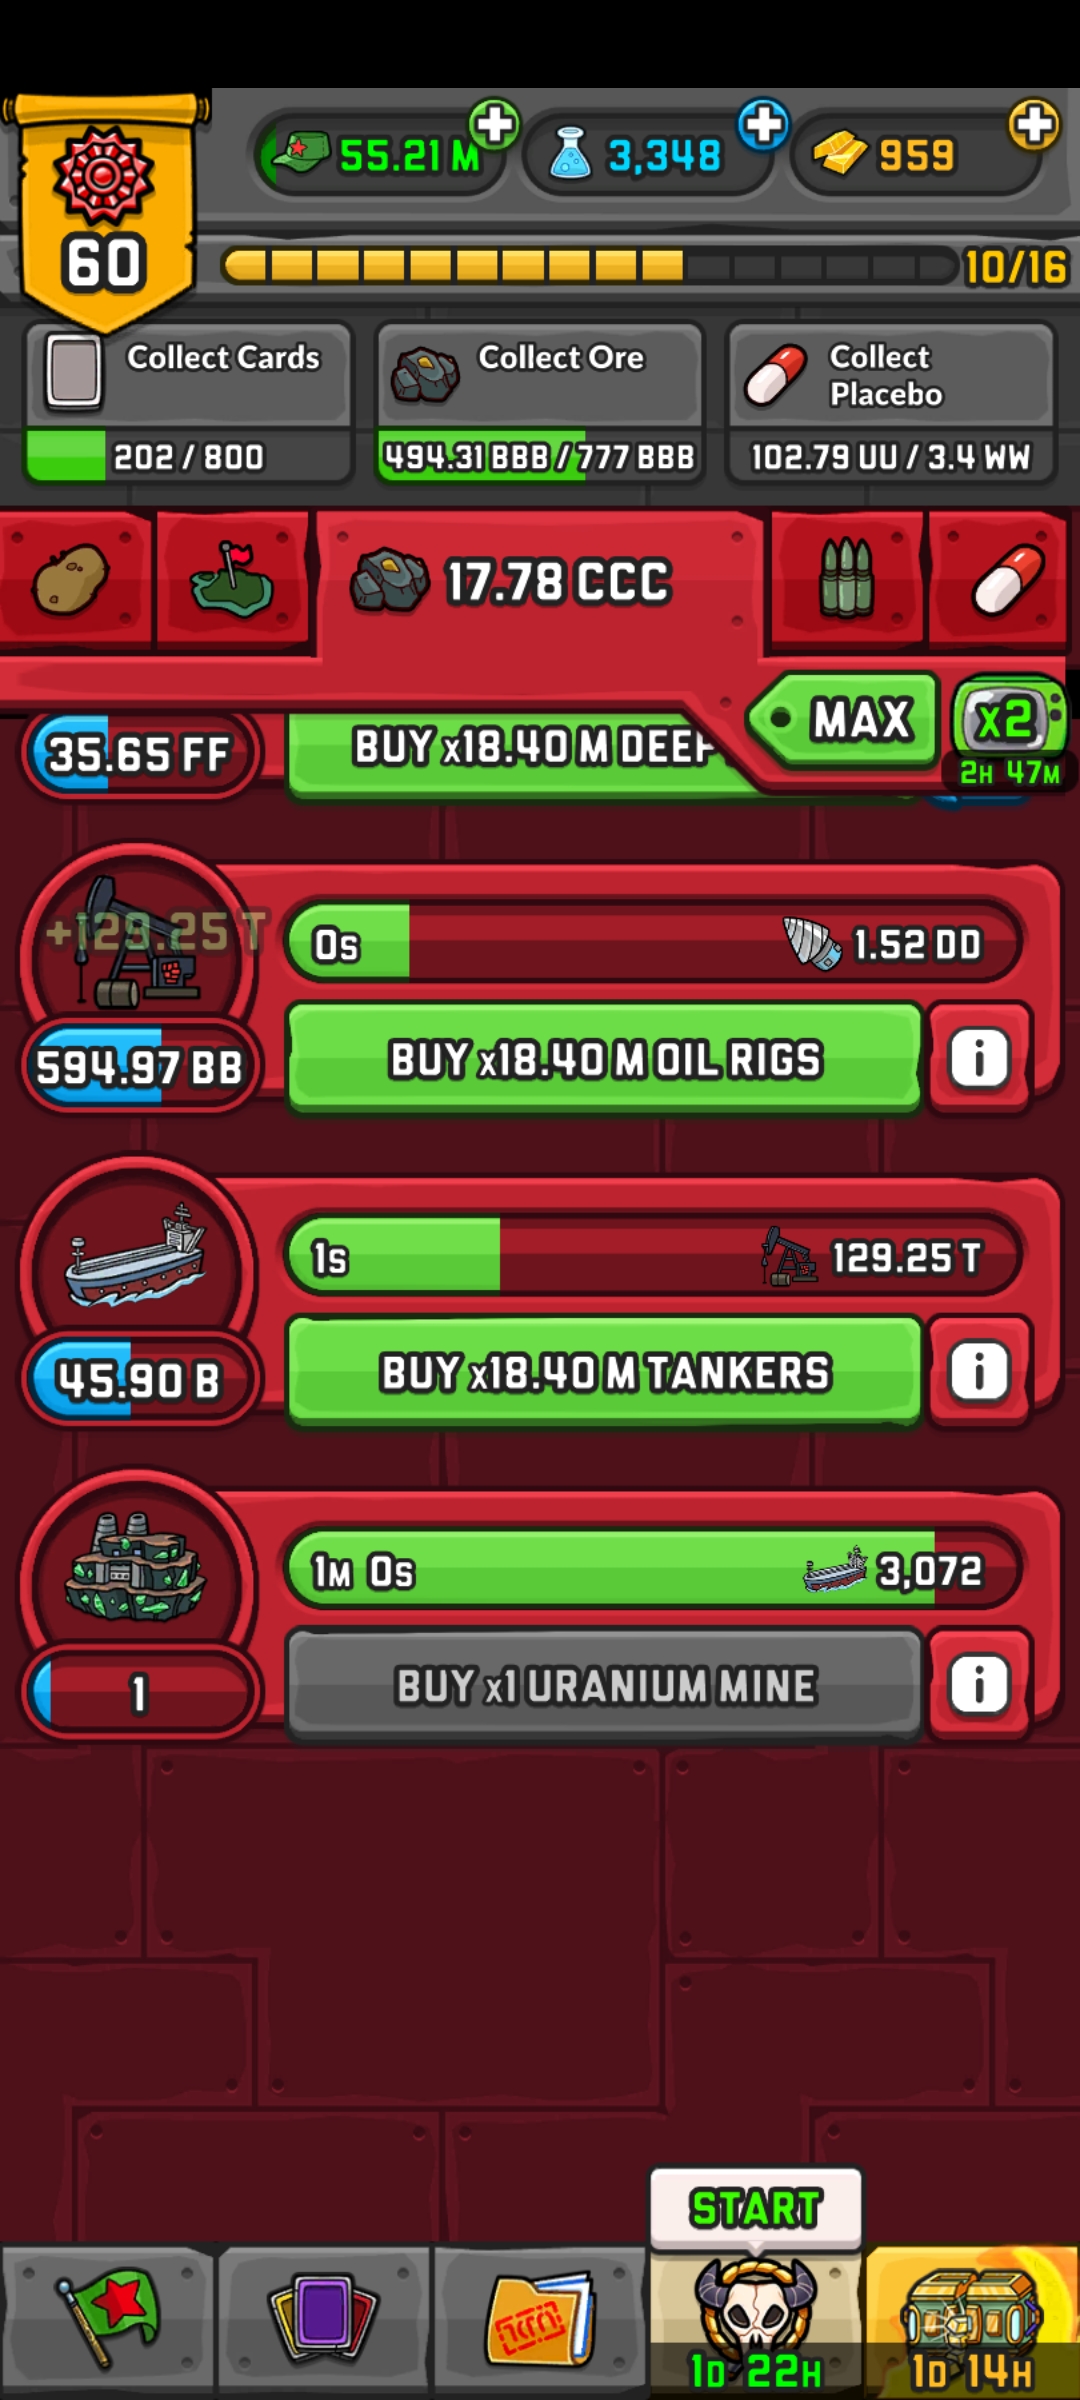 60
55.21 M
3,348
959
10/16
Collect Cards
202 / 800
Collect Ore
494.31 BBB / 777 BBB
Collect
Placebo
102.79 UU / 3.4 WW
17.78 CCC
MAX
x2
2H 47M
35.65 FF
BUY x18.40 M DEEP
+129.25 T
0s
1.52 DD
594.97 BB
BUY x18.40 M OIL RIGS
i
1s
129.25 T
45.90 B
BUY x18.40 M TANKERS
i
1M 0s
3,072
1
BUY x1 URANIUM MINE
i
START
1D 22H
1D 14H